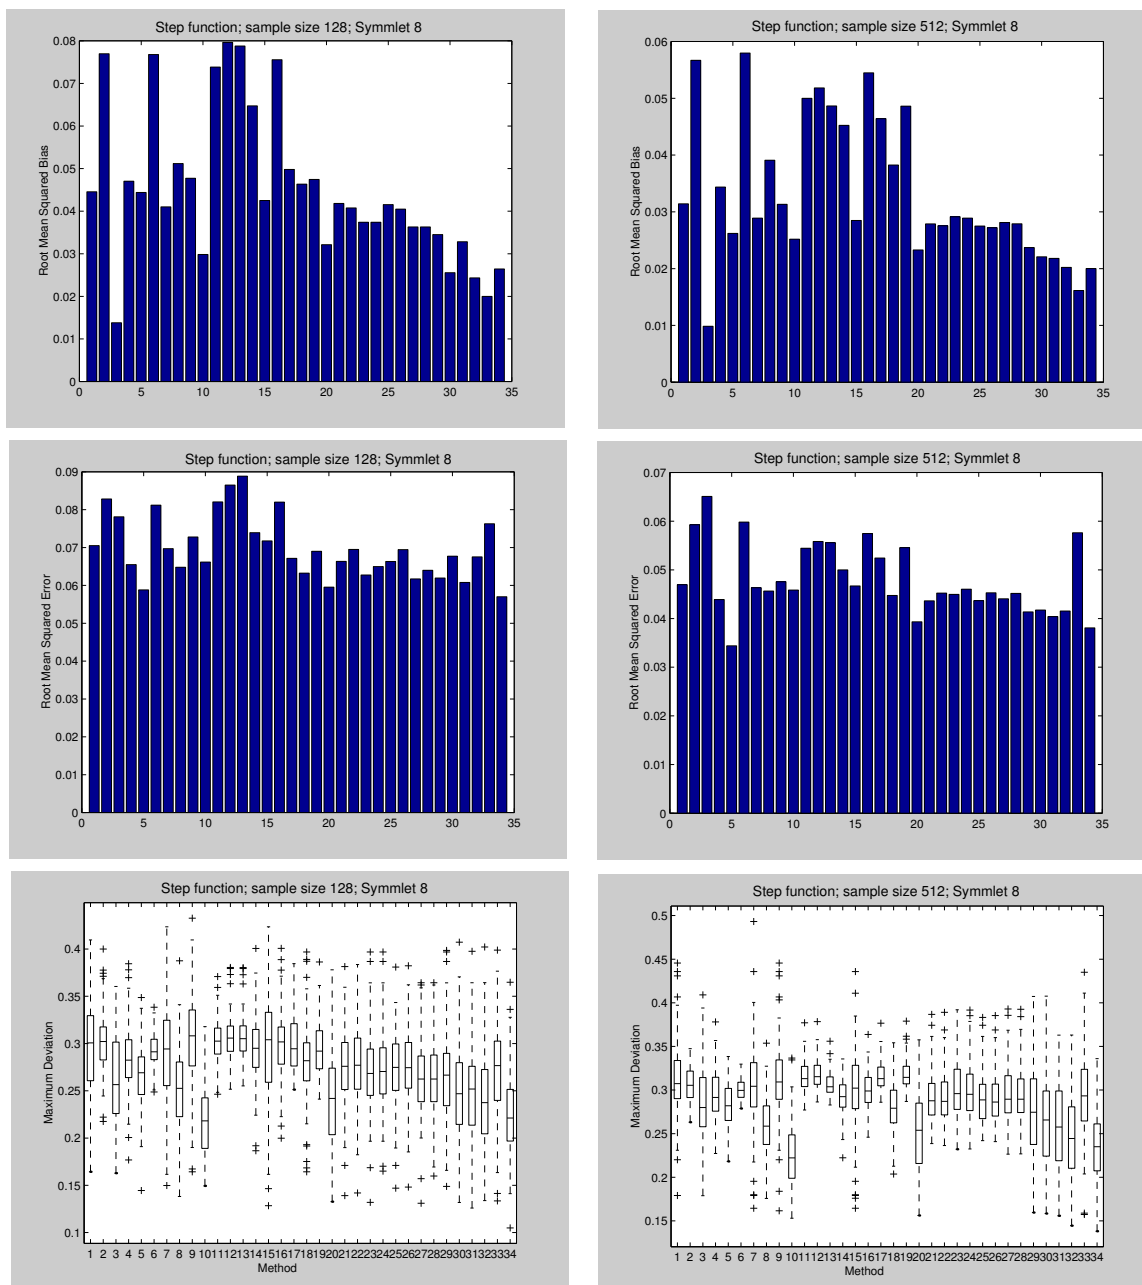 Step function; sample size 128; Symmlet 8
0.08
0.07
0.06
0.05
0.04
0.03
0.02
0.01
0
Root Mean Squared Bias
0 5 10 15 20 25 30 35
Step function; sample size 512; Symmlet 8
0.06
0.05
0.04
0.03
0.02
0.01
0
Root Mean Squared Bias
0 5 10 15 20 25 30 35
Step function; sample size 128; Symmlet 8
0.09
0.08
0.07
0.06
0.05
0.04
0.03
0.02
0.01
0
Root Mean Squared Error
0 5 10 15 20 25 30 35
Step function; sample size 512; Symmlet 8
0.07
0.06
0.05
0.04
0.03
0.02
0.01
0
Root Mean Squared Error
0 5 10 15 20 25 30 35
Step function; sample size 128; Symmlet 8
0.4
0.35
0.3
0.25
0.2
0.15
0.1
Maximum Deviation
1 2 3 4 5 6 7 8 9 10 11 12 13 14 15 16 17 18 19 20 21 22 23 24 25 26 27 28 29 30 31 32 33 34
Method
Step function; sample size 512; Symmlet 8
0.5
0.45
0.4
0.35
0.3
0.25
0.2
0.15
Maximum Deviation
1 2 3 4 5 6 7 8 9 10 11 12 13 14 15 16 17 18 19 20 21 22 23 24 25 26 27 28 29 30 31 32 33 34
Method